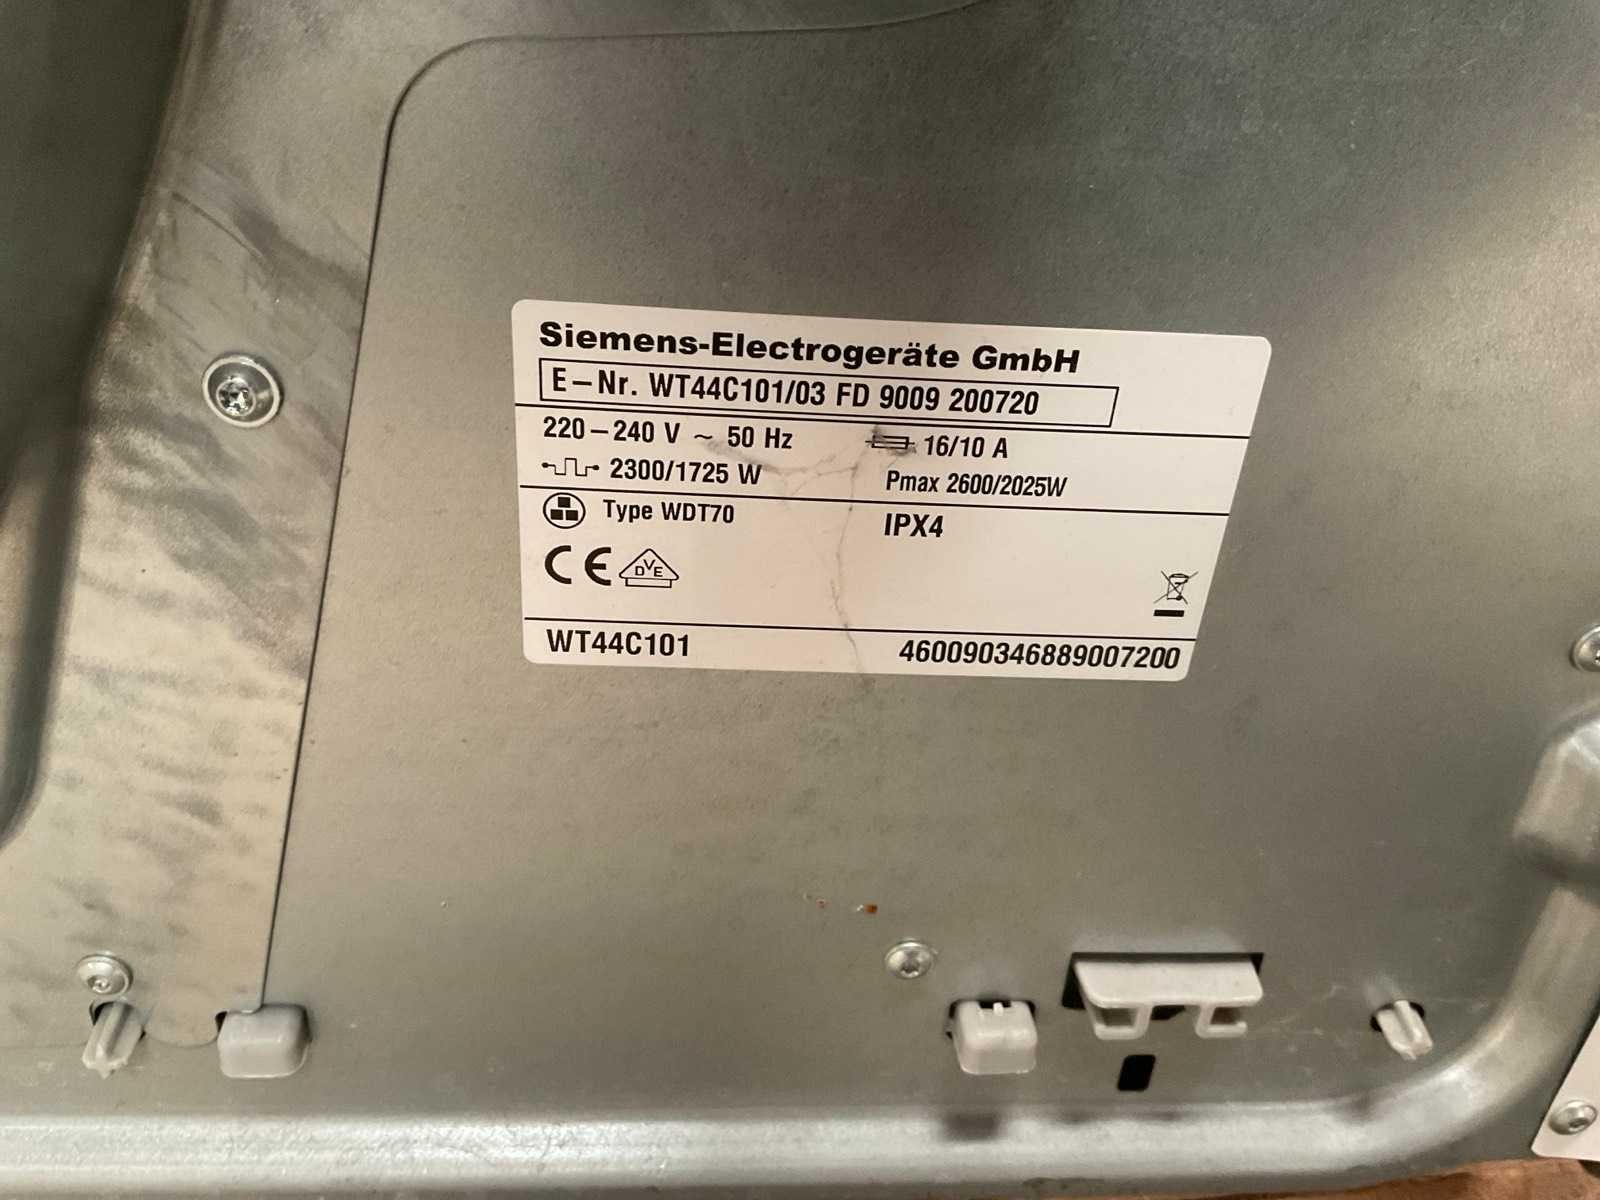 Siemens-Electrogeräte GmbH
E-Nr. WT44C101/03 FD 9009 200720
220-240 V ~ 50 Hz 16/10 A
2300/1725 W Pmax 2600/2025W
Type WDT70 IPX4
CE DVE
WT44C101 460090346889007200